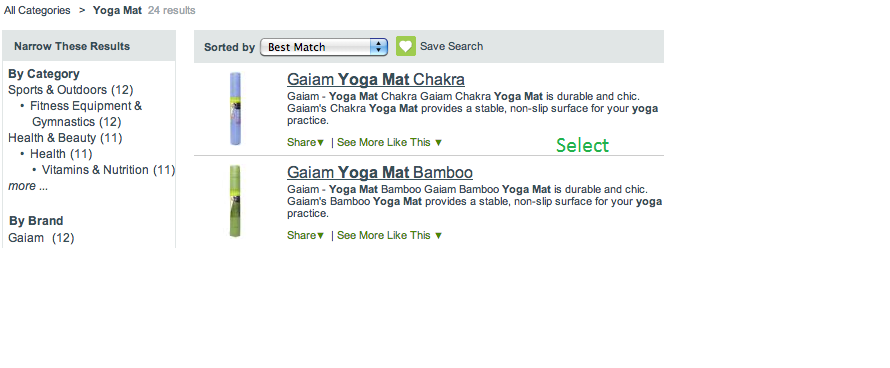 All Categories > Yoga Mat 24 results
Narrow These Results
By Category
Sports & Outdoors (12)
• Fitness Equipment &
Gymnastics (12)
Health & Beauty (11)
• Health (11)
• Vitamins & Nutrition (11)
more ...
By Brand
Gaiam (12)
Sorted by Best Match Save Search
Gaiam Yoga Mat Chakra
Gaiam - Yoga Mat Chakra Gaiam Chakra Yoga Mat is durable and chic.
Gaiam's Chakra Yoga Mat provides a stable, non-slip surface for your yoga
practice.
Share▼ | See More Like This ▼
Select
Gaiam Yoga Mat Bamboo
Gaiam - Yoga Mat Bamboo Gaiam Bamboo Yoga Mat is durable and chic.
Gaiam's Bamboo Yoga Mat provides a stable, non-slip surface for your yoga
practice.
Share▼ | See More Like This ▼